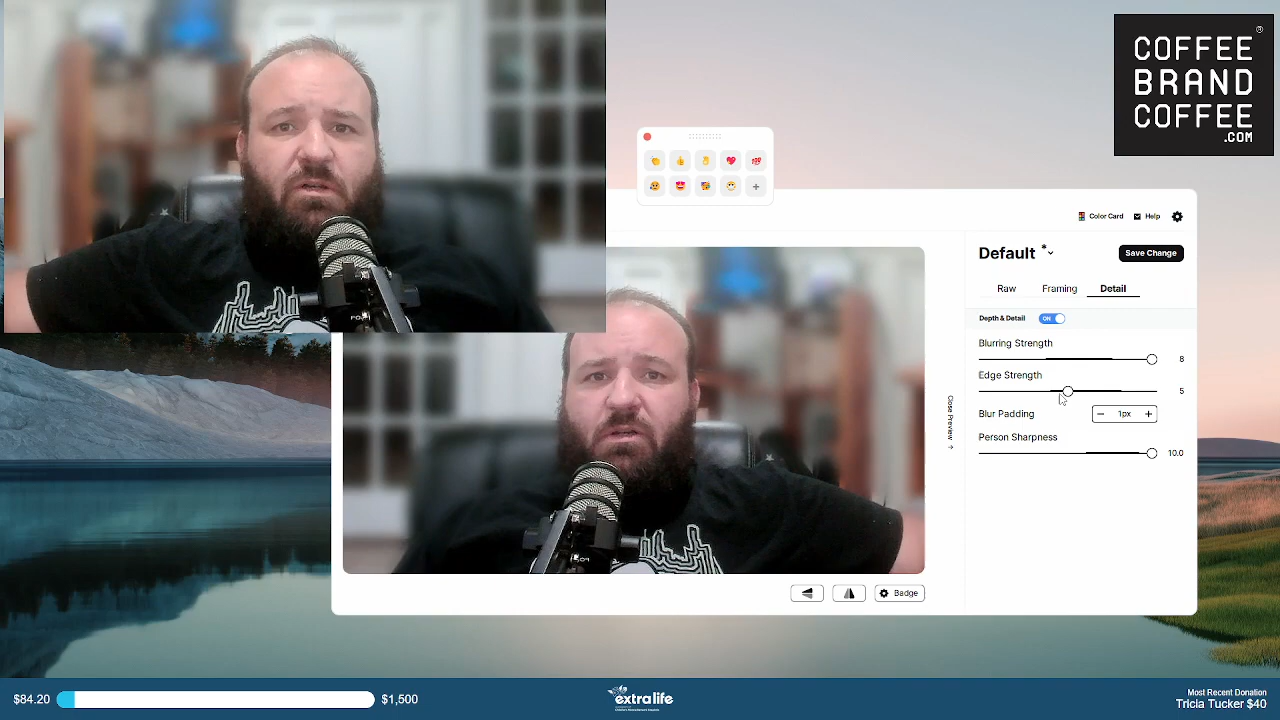 COFFEE
BRAND
COFFEE
.COM
®
Color Card
Help
Default *
Save Change
Raw
Framing
Detail
Depth & Detail
ON
Blurring Strength
8
Edge Strength
5
Blur Padding
1px
Person Sharpness
10.0
Close Preview
Badge
$84.20
$1,500
extralife
Most Recent Donation
Tricia Tucker $40